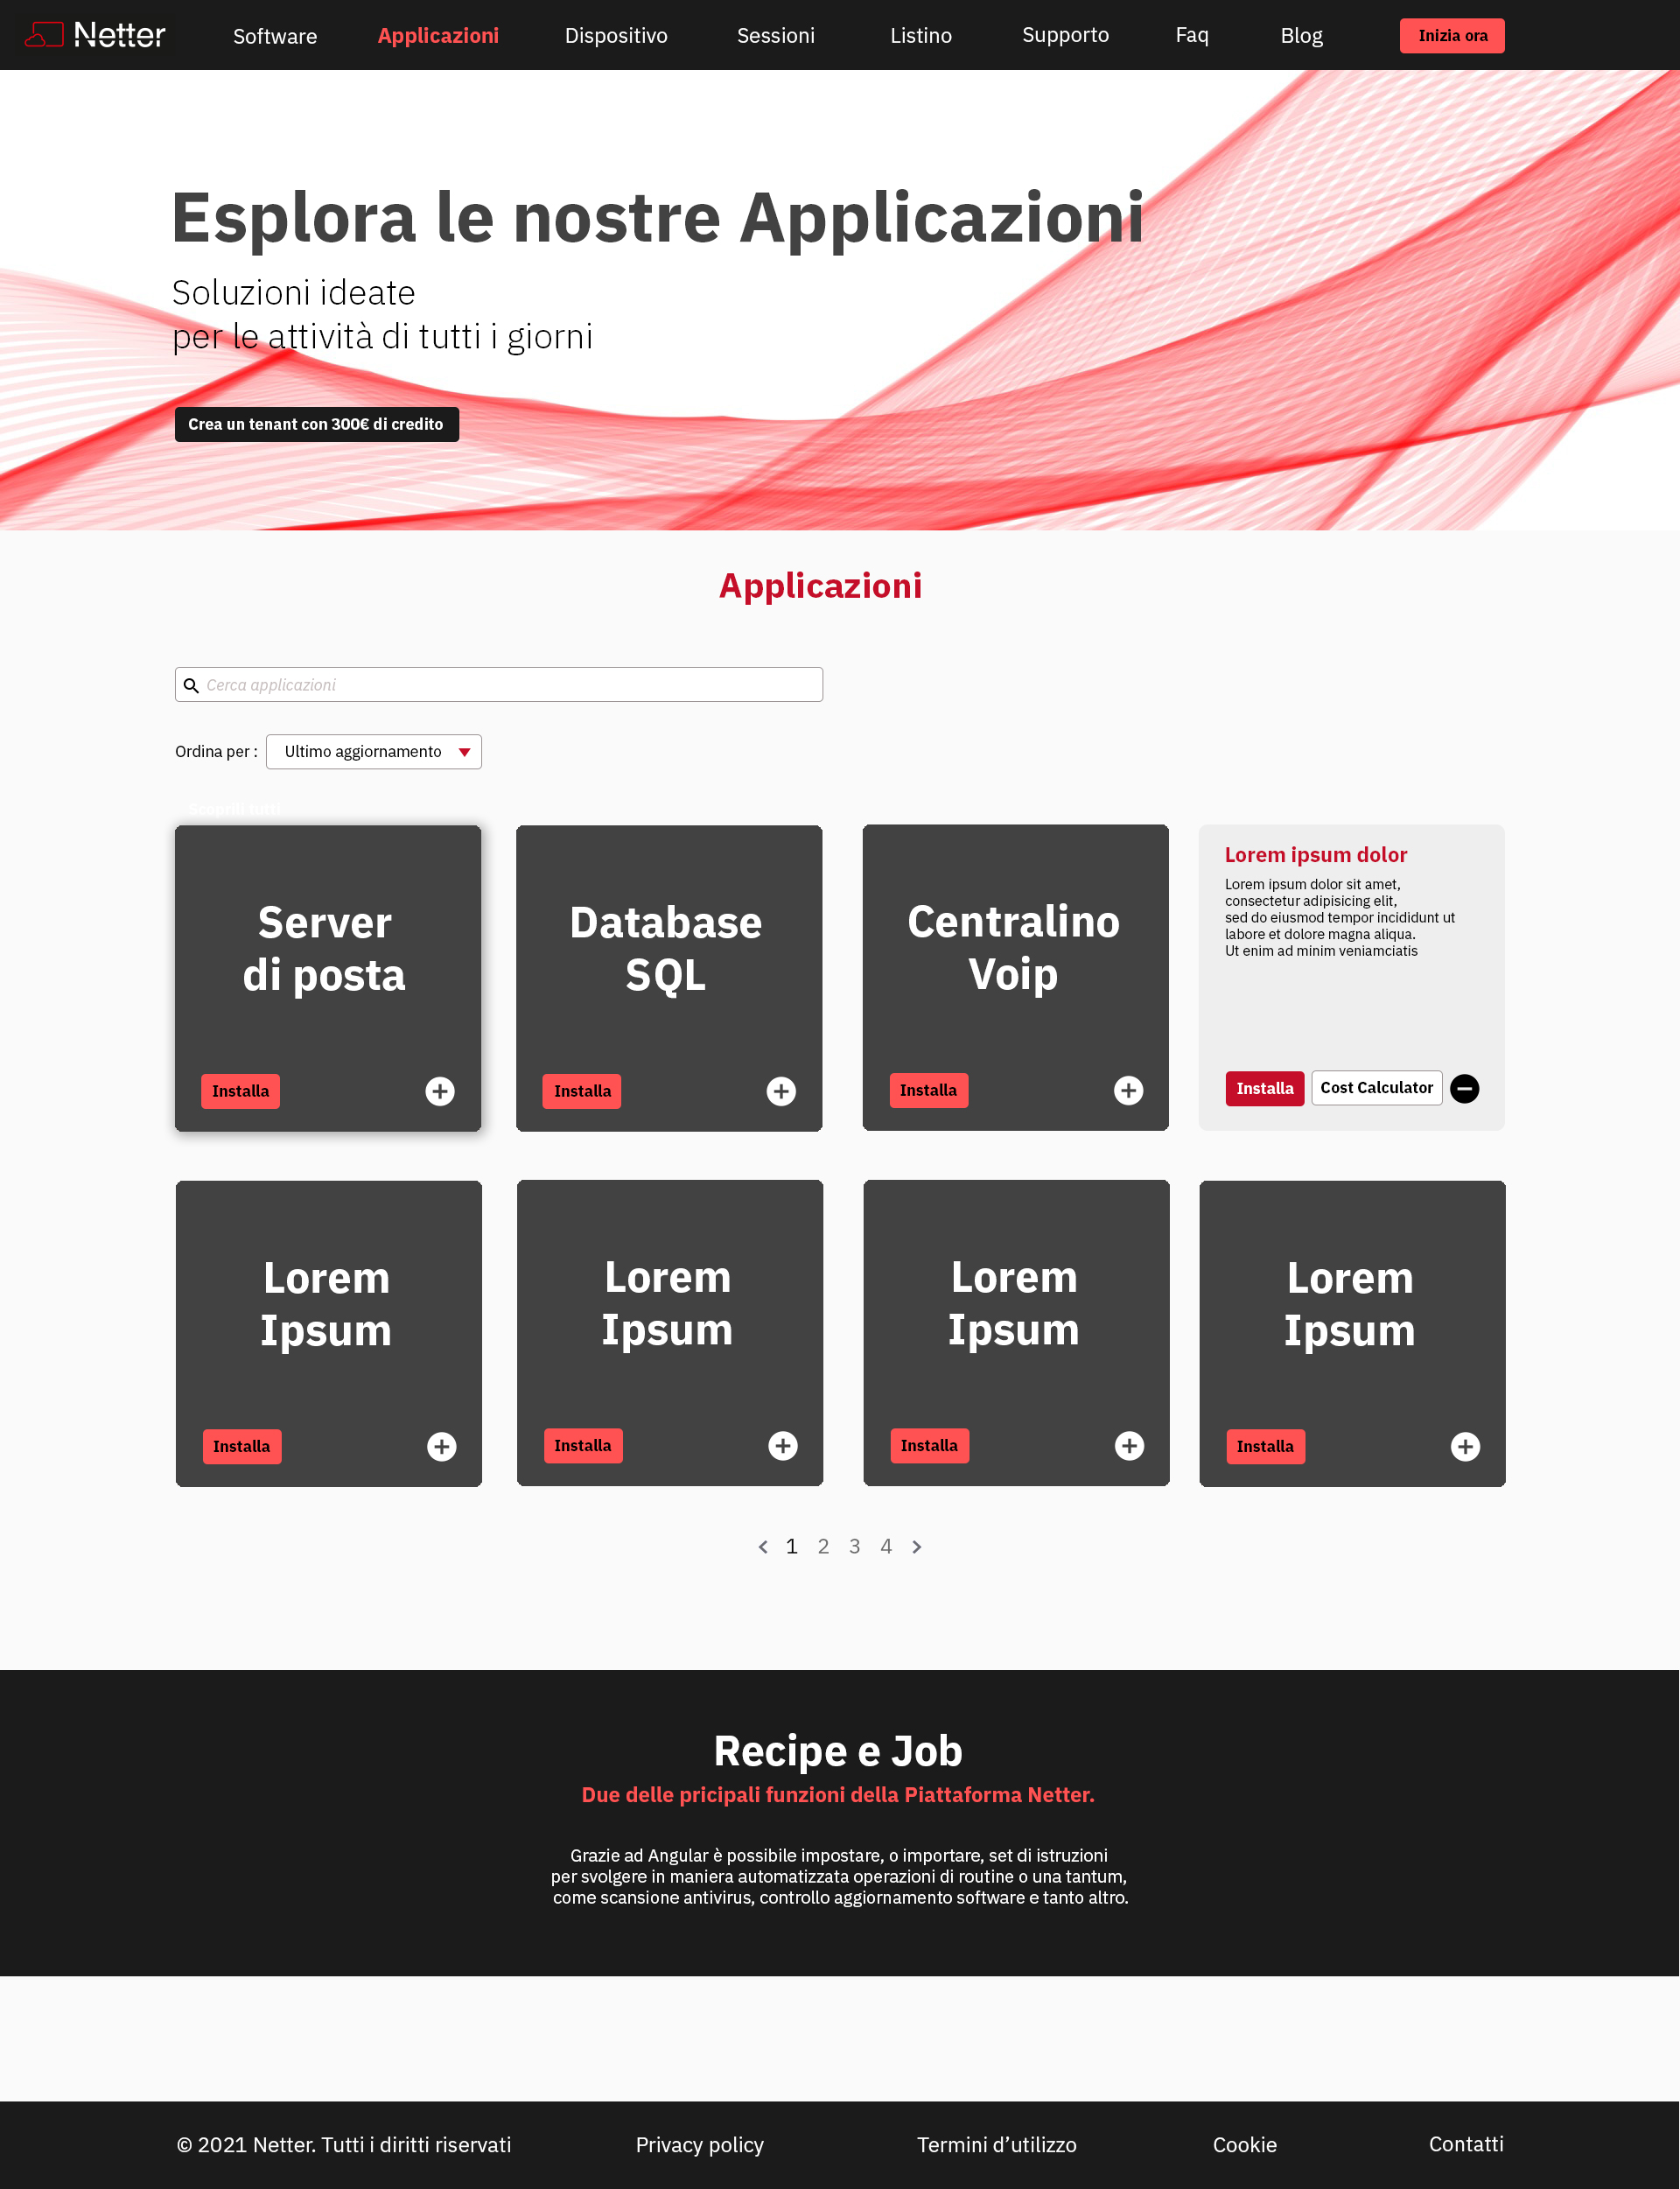 Netter
Software
Applicazioni
Dispositivo
Sessioni
Listino
Supporto
Faq
Blog
Inizia ora
Esplora le nostre Applicazioni
Soluzioni ideate
per le attività di tutti i giorni
Crea un tenant con 300€ di credito
Applicazioni
Cerca applicazioni
Ordina per :
Ultimo aggiornamento
Scoprili tutti
Server
di posta
Installa
Database
SQL
Installa
Centralino
Voip
Installa
Lorem ipsum dolor
Lorem ipsum dolor sit amet,
consectetur adipisicing elit,
sed do eiusmod tempor incididunt ut
labore et dolore magna aliqua.
Ut enim ad minim veniamciatis
Installa
Cost Calculator
Lorem
Ipsum
Installa
Lorem
Ipsum
Installa
Lorem
Ipsum
Installa
Lorem
Ipsum
Installa
1 2 3 4
Recipe e Job
Due delle pricipali funzioni della Piattaforma Netter.
Grazie ad Angular è possibile impostare, o importare, set di istruzioni
per svolgere in maniera automatizzata operazioni di routine o una tantum,
come scansione antivirus, controllo aggiornamento software e tanto altro.
© 2021 Netter. Tutti i diritti riservati
Privacy policy
Termini d’utilizzo
Cookie
Contatti